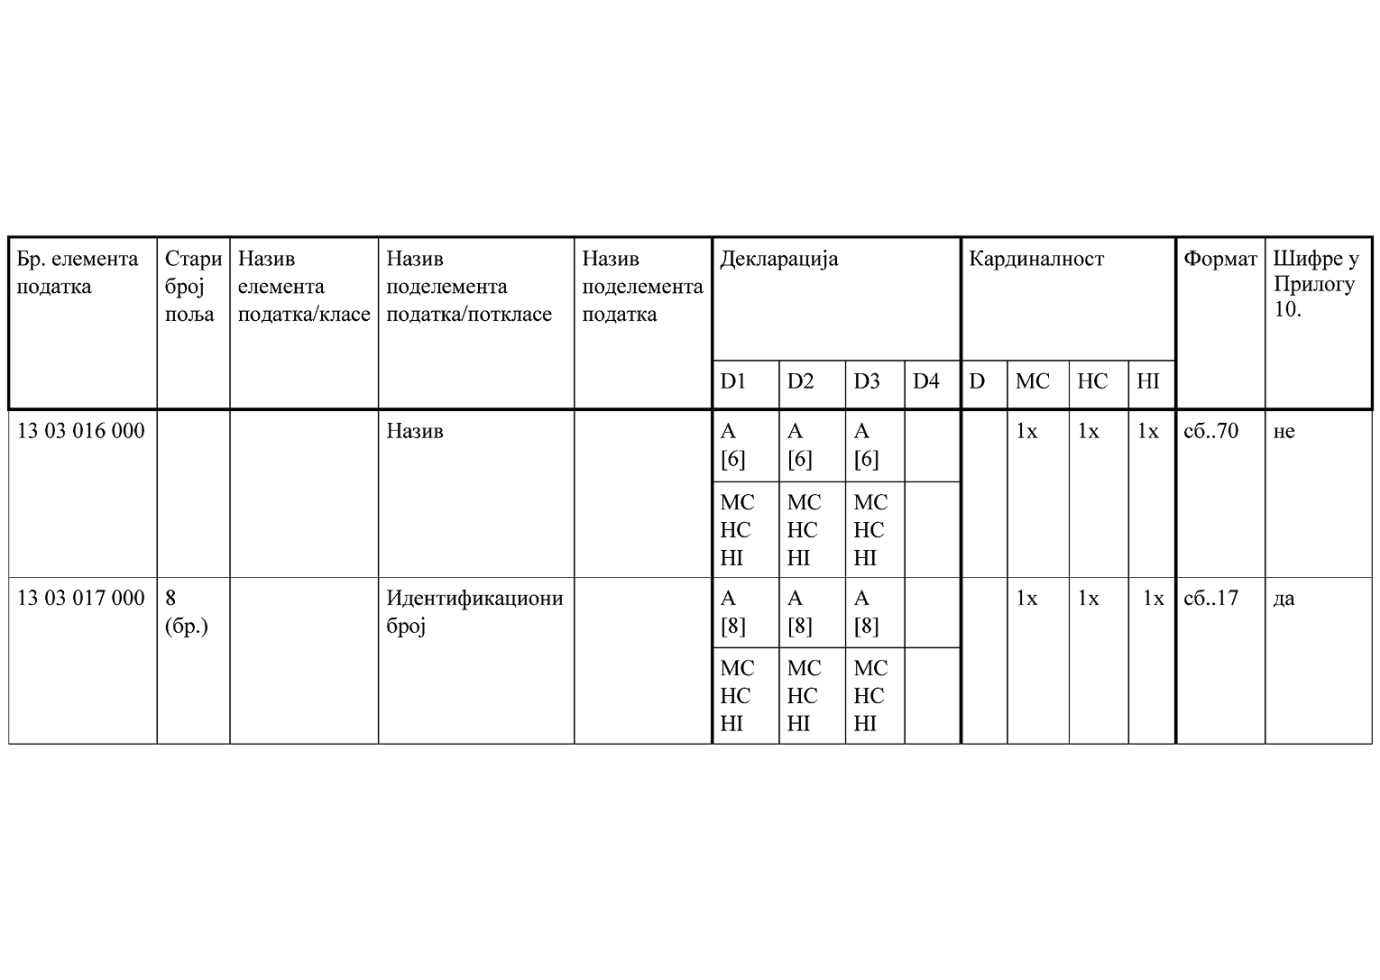 Бр. елемента податка Стари број поља Назив елемента податка/класе Назив поделемента податка/поткласе Назив поделемента податка Декларација Кардиналност Формат Шифре у Прилогу 10.
D1 D2 D3 D4 D MC HC HI
13 03 016 000 Назив A [6] A [6] A [6] 1x 1x 1x сб..70 не
MC HC HI MC HC HI MC HC HI
13 03 017 000 8 (бр.) Идентификациони број A [8] A [8] A [8] 1x 1x 1x сб..17 да
MC HC HI MC HC HI MC HC HI